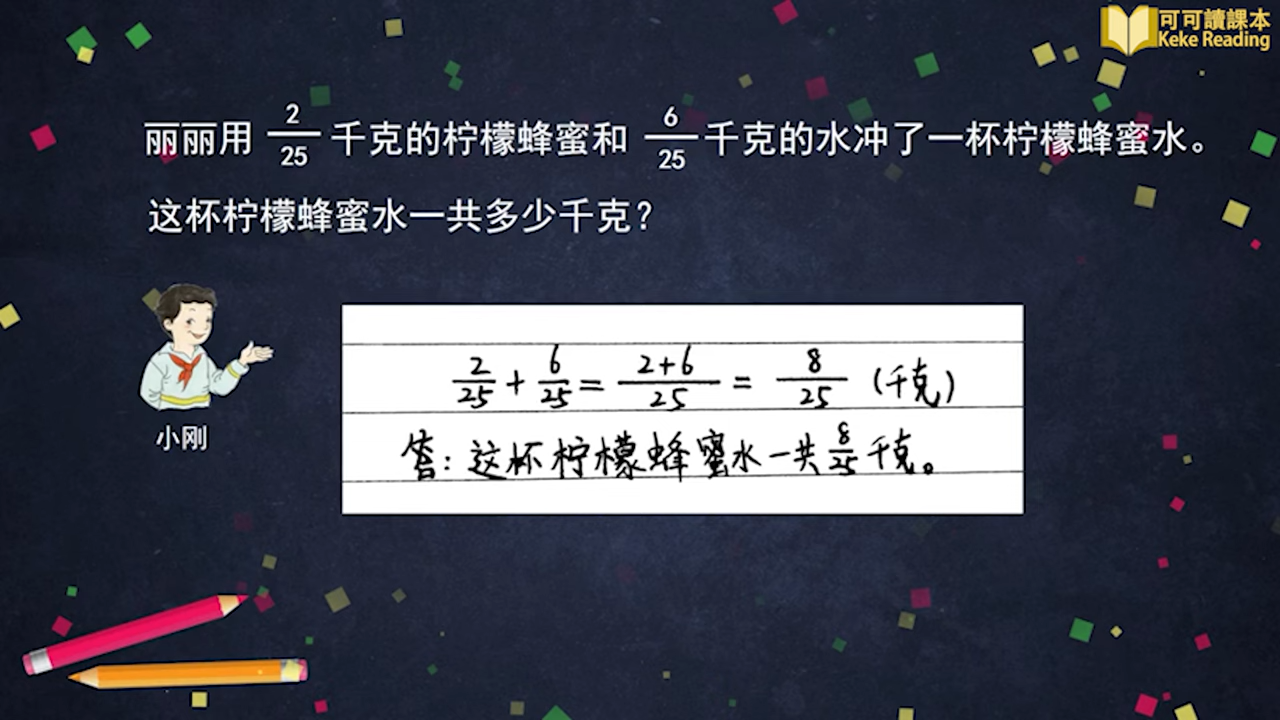 可可讀課本
Keke Reading
丽丽用 2/25 千克的柠檬蜂蜜和 6/25 千克的水冲了一杯柠檬蜂蜜水。
这杯柠檬蜂蜜水一共多少千克？
2/25 + 6/25 = (2+6)/25 = 8/25 (千克)
答：这杯柠檬蜂蜜水一共 8/25 千克。
小刚